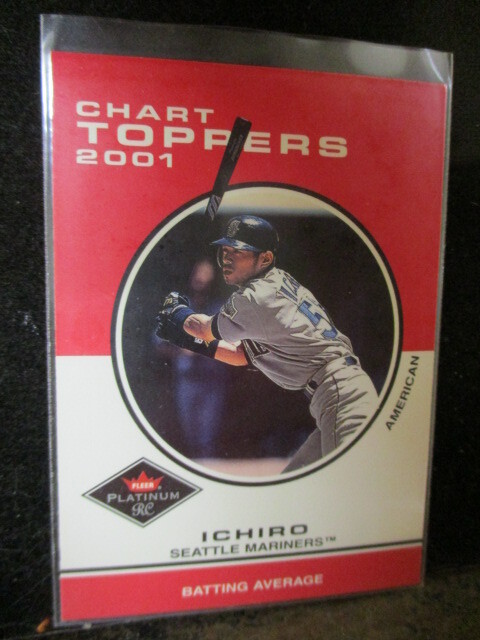 CHART
TOPPERS
2001
AMERICAN
FLEER
PLATINUM
RC
ICHIRO
SEATTLE MARINERS™
BATTING AVERAGE